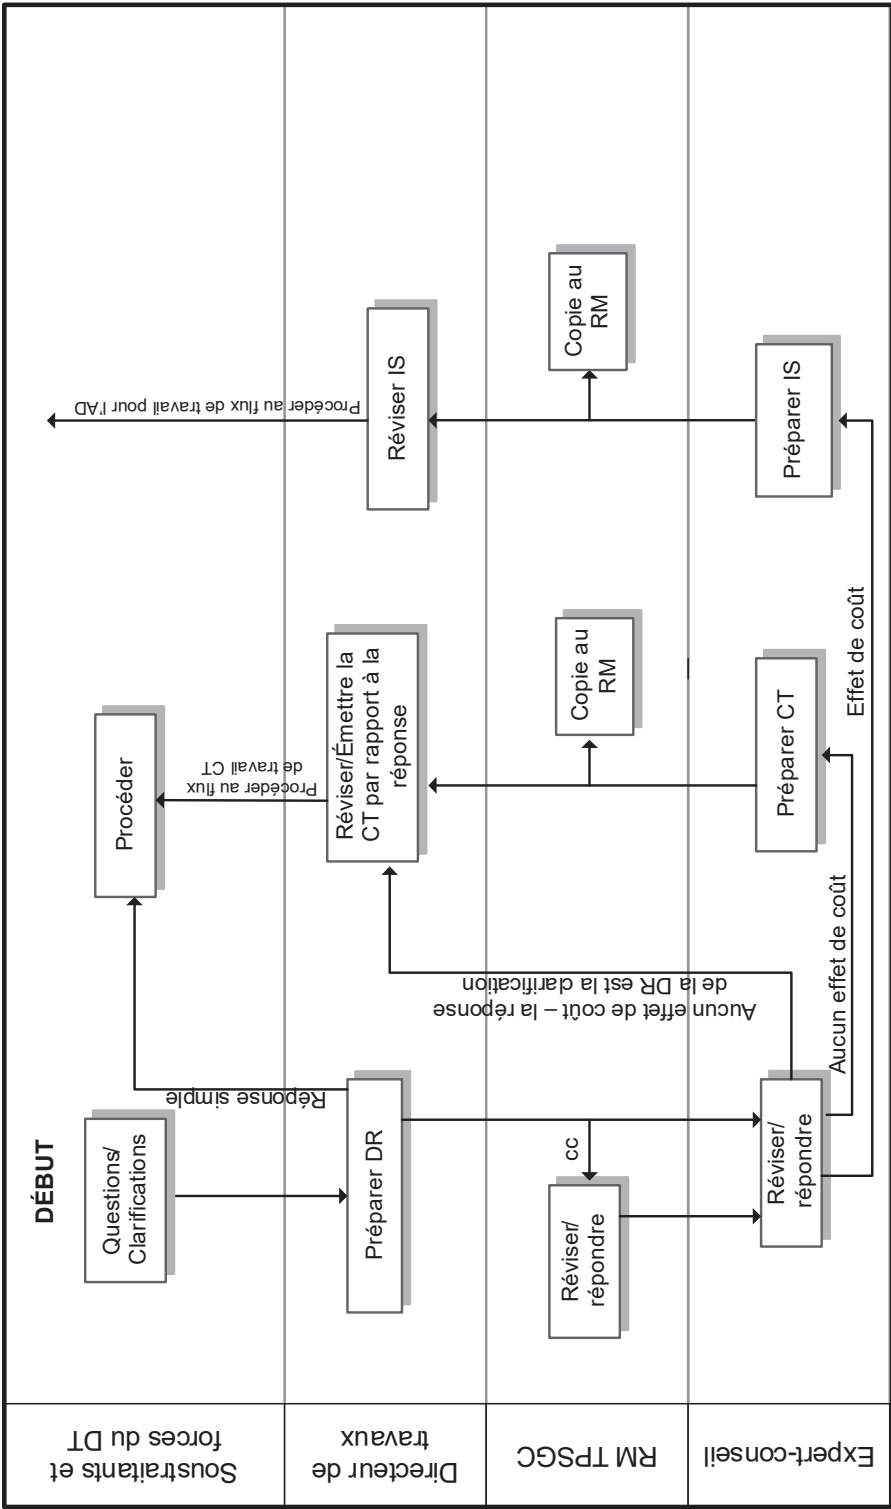 Soustraitants et
forces du DT
DÉBUT
Questions/
Clarifications
Procéder
Réponse simple
Procéder au flux
de travail CT
Procéder au flux de travail pour l'AD
Directeur de
travaux
Préparer DR
Réviser/Émettre la
CT par rapport à la
réponse
Réviser IS
RM TPSGC
cc
Réviser/
répondre
Aucun effet de coût – la réponse
de la DR est la clarification
Copie au
RM
Copie au
RM
Expert-conseil
Réviser/
répondre
Préparer CT
Préparer IS
Aucun effet de coût
Effet de coût